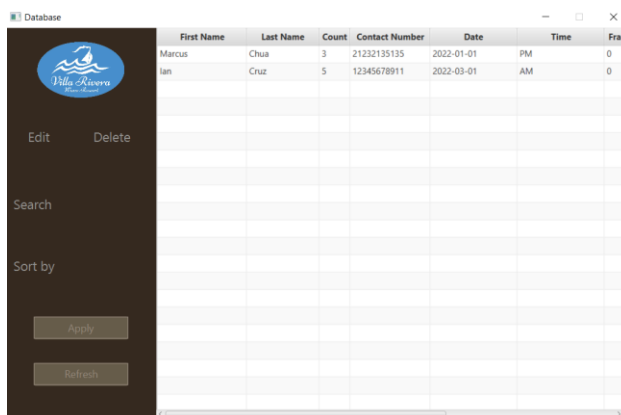 Database
Villa Rivera
Edit Delete
Search
Sort by
Apply
Refresh
First Name Last Name Count Contact Number Date Time Fra
Marcus Chua 3 21232135135 2022-01-01 PM 0
Ian Cruz 5 12345678911 2022-03-01 AM 0